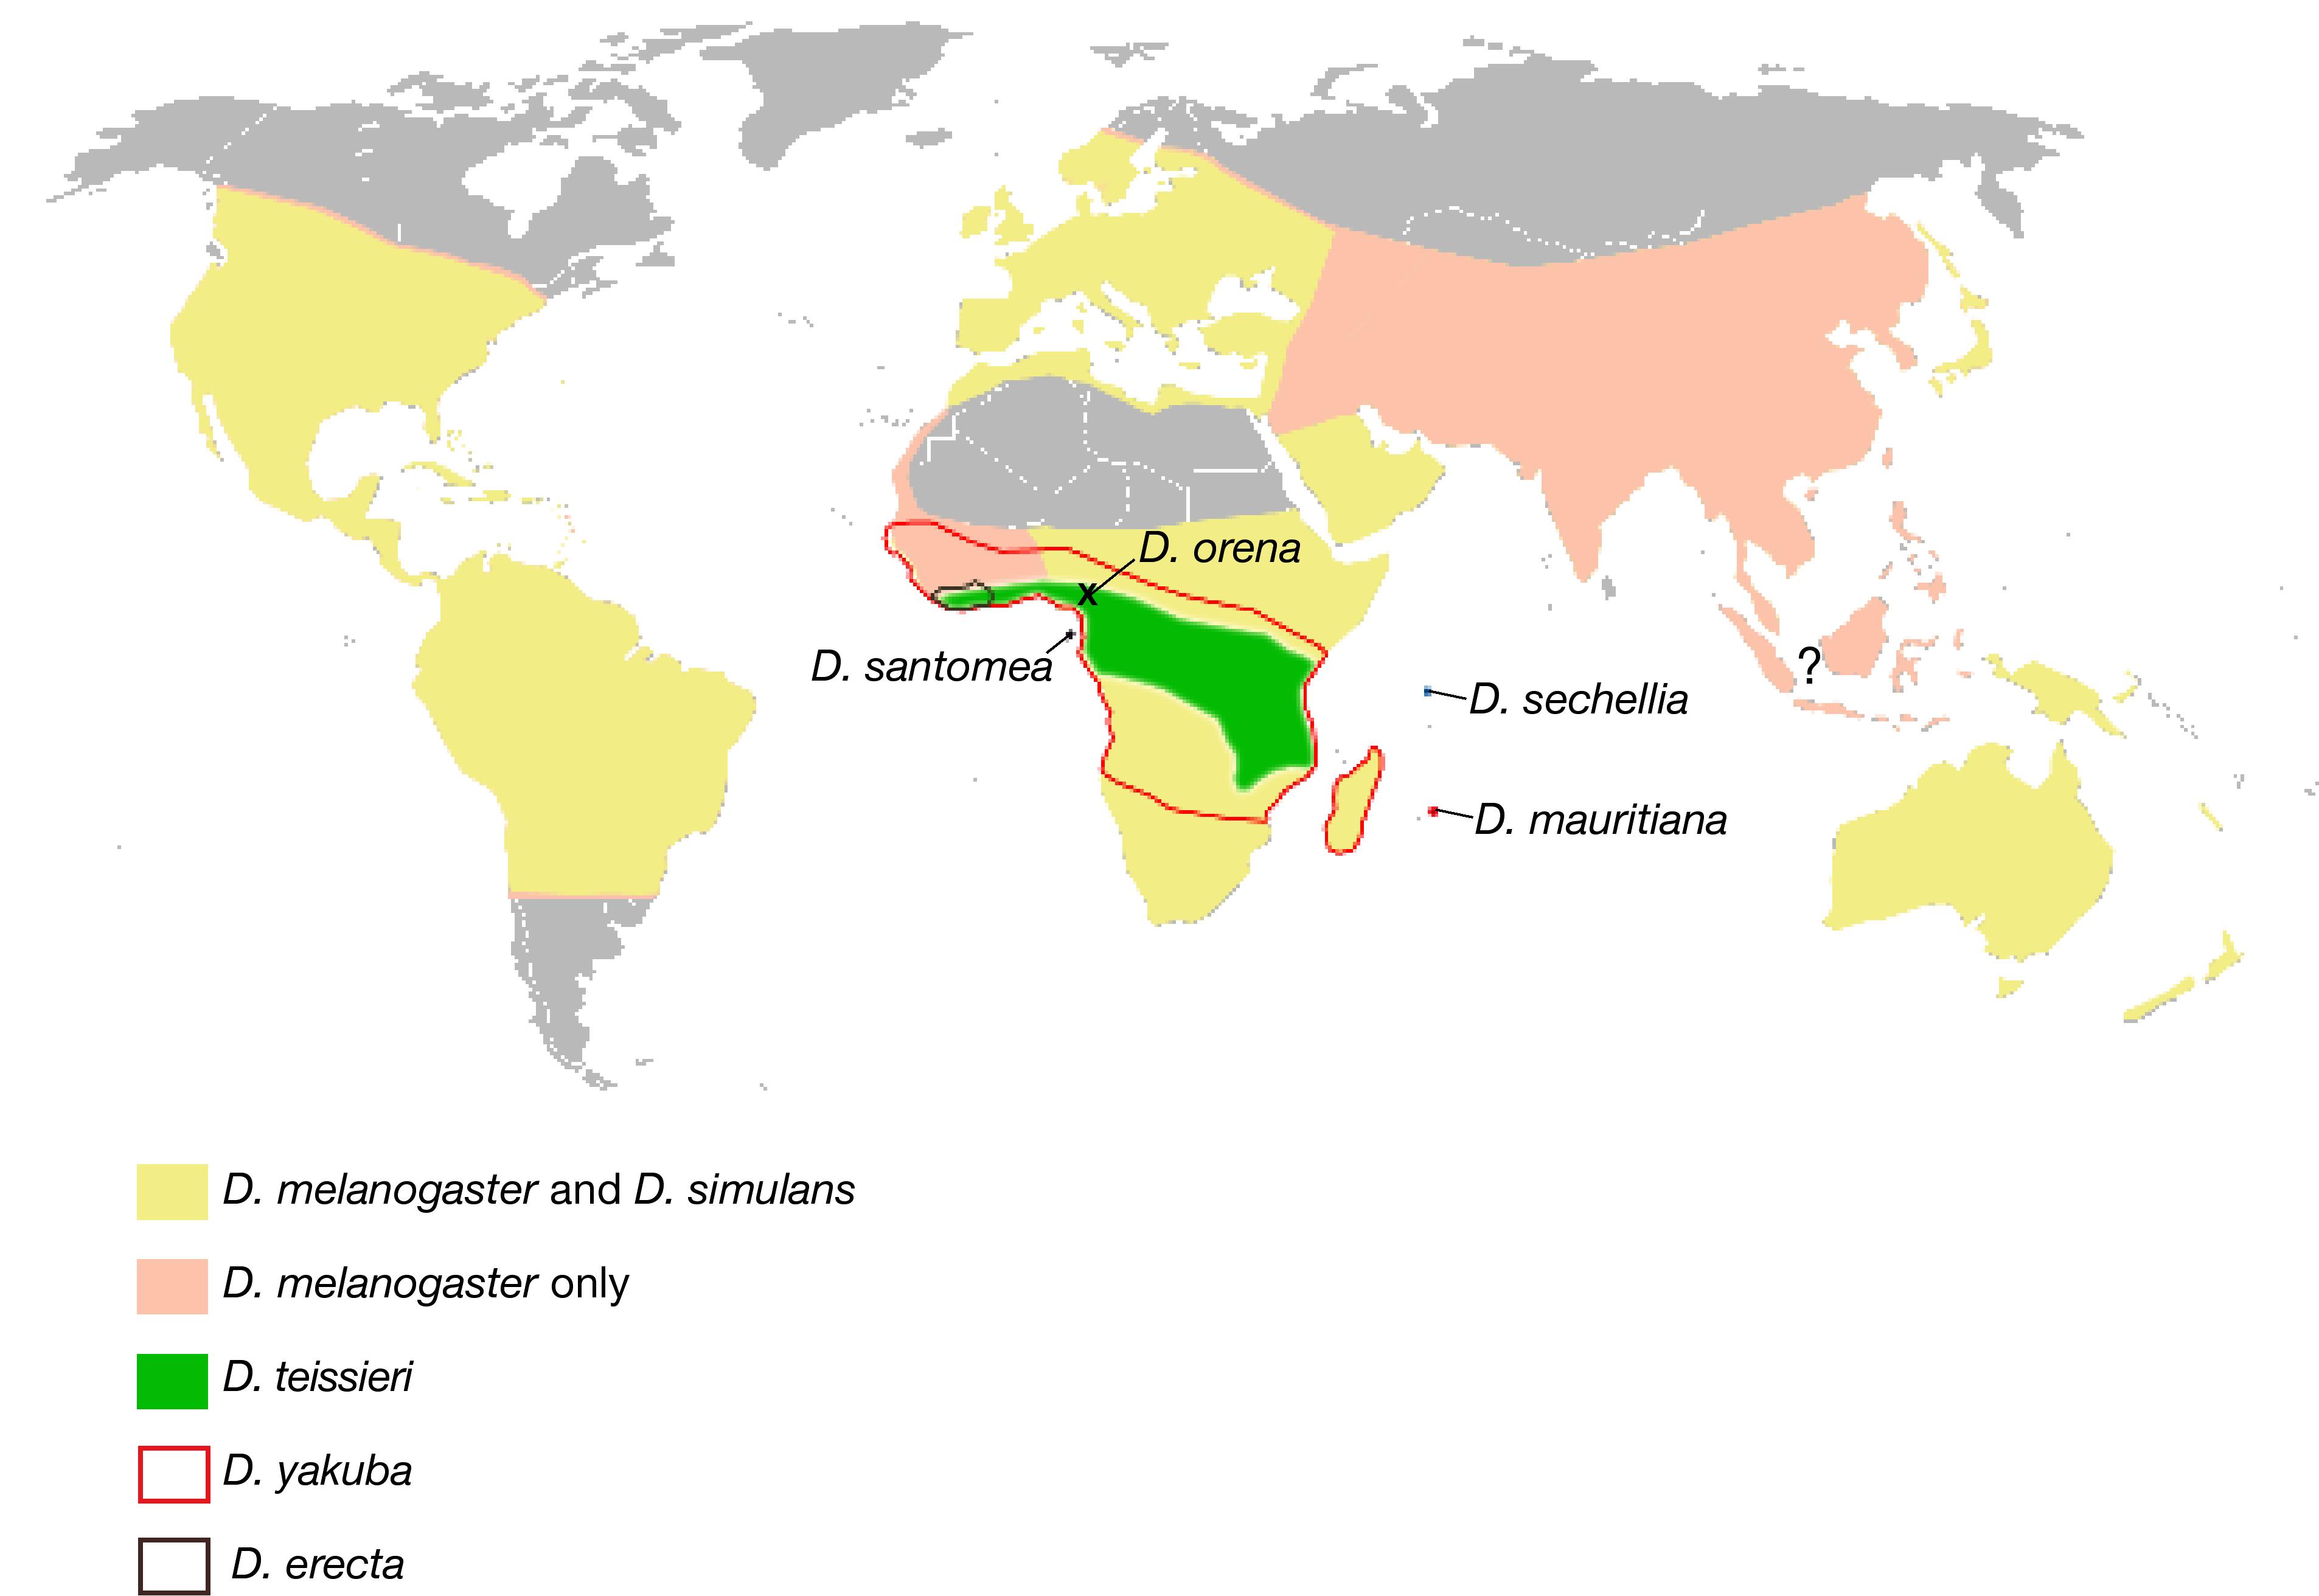 D. orena
x
D. santomea
?
D. sechellia
D. mauritiana
D. melanogaster and D. simulans
D. melanogaster only
D. teissieri
D. yakuba
D. erecta